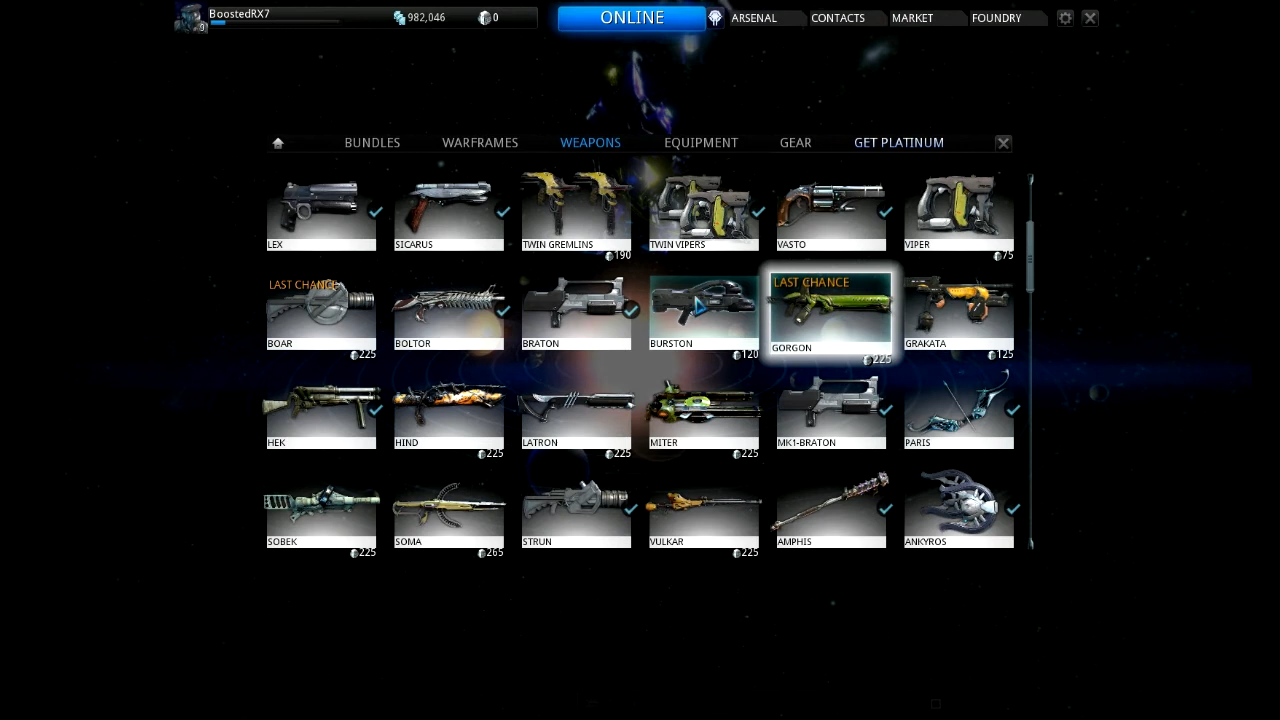 BoostedRX7
9
982,046
0
ONLINE
ARSENAL
CONTACTS
MARKET
FOUNDRY
BUNDLES
WARFRAMES
WEAPONS
EQUIPMENT
GEAR
GET PLATINUM
LEX
SICARUS
TWIN GREMLINS
TWIN VIPERS
VASTO
VIPER
190
75
LAST CHANCE
LAST CHANCE
BOAR
BOLTOR
BRATON
BURSTON
GORGON
GRAKATA
225
120
225
125
HEK
HIND
LATRON
MITER
MK1-BRATON
PARIS
225
225
225
SOBEK
SOMA
STRUN
VULKAR
AMPHIS
ANKYROS
225
265
225